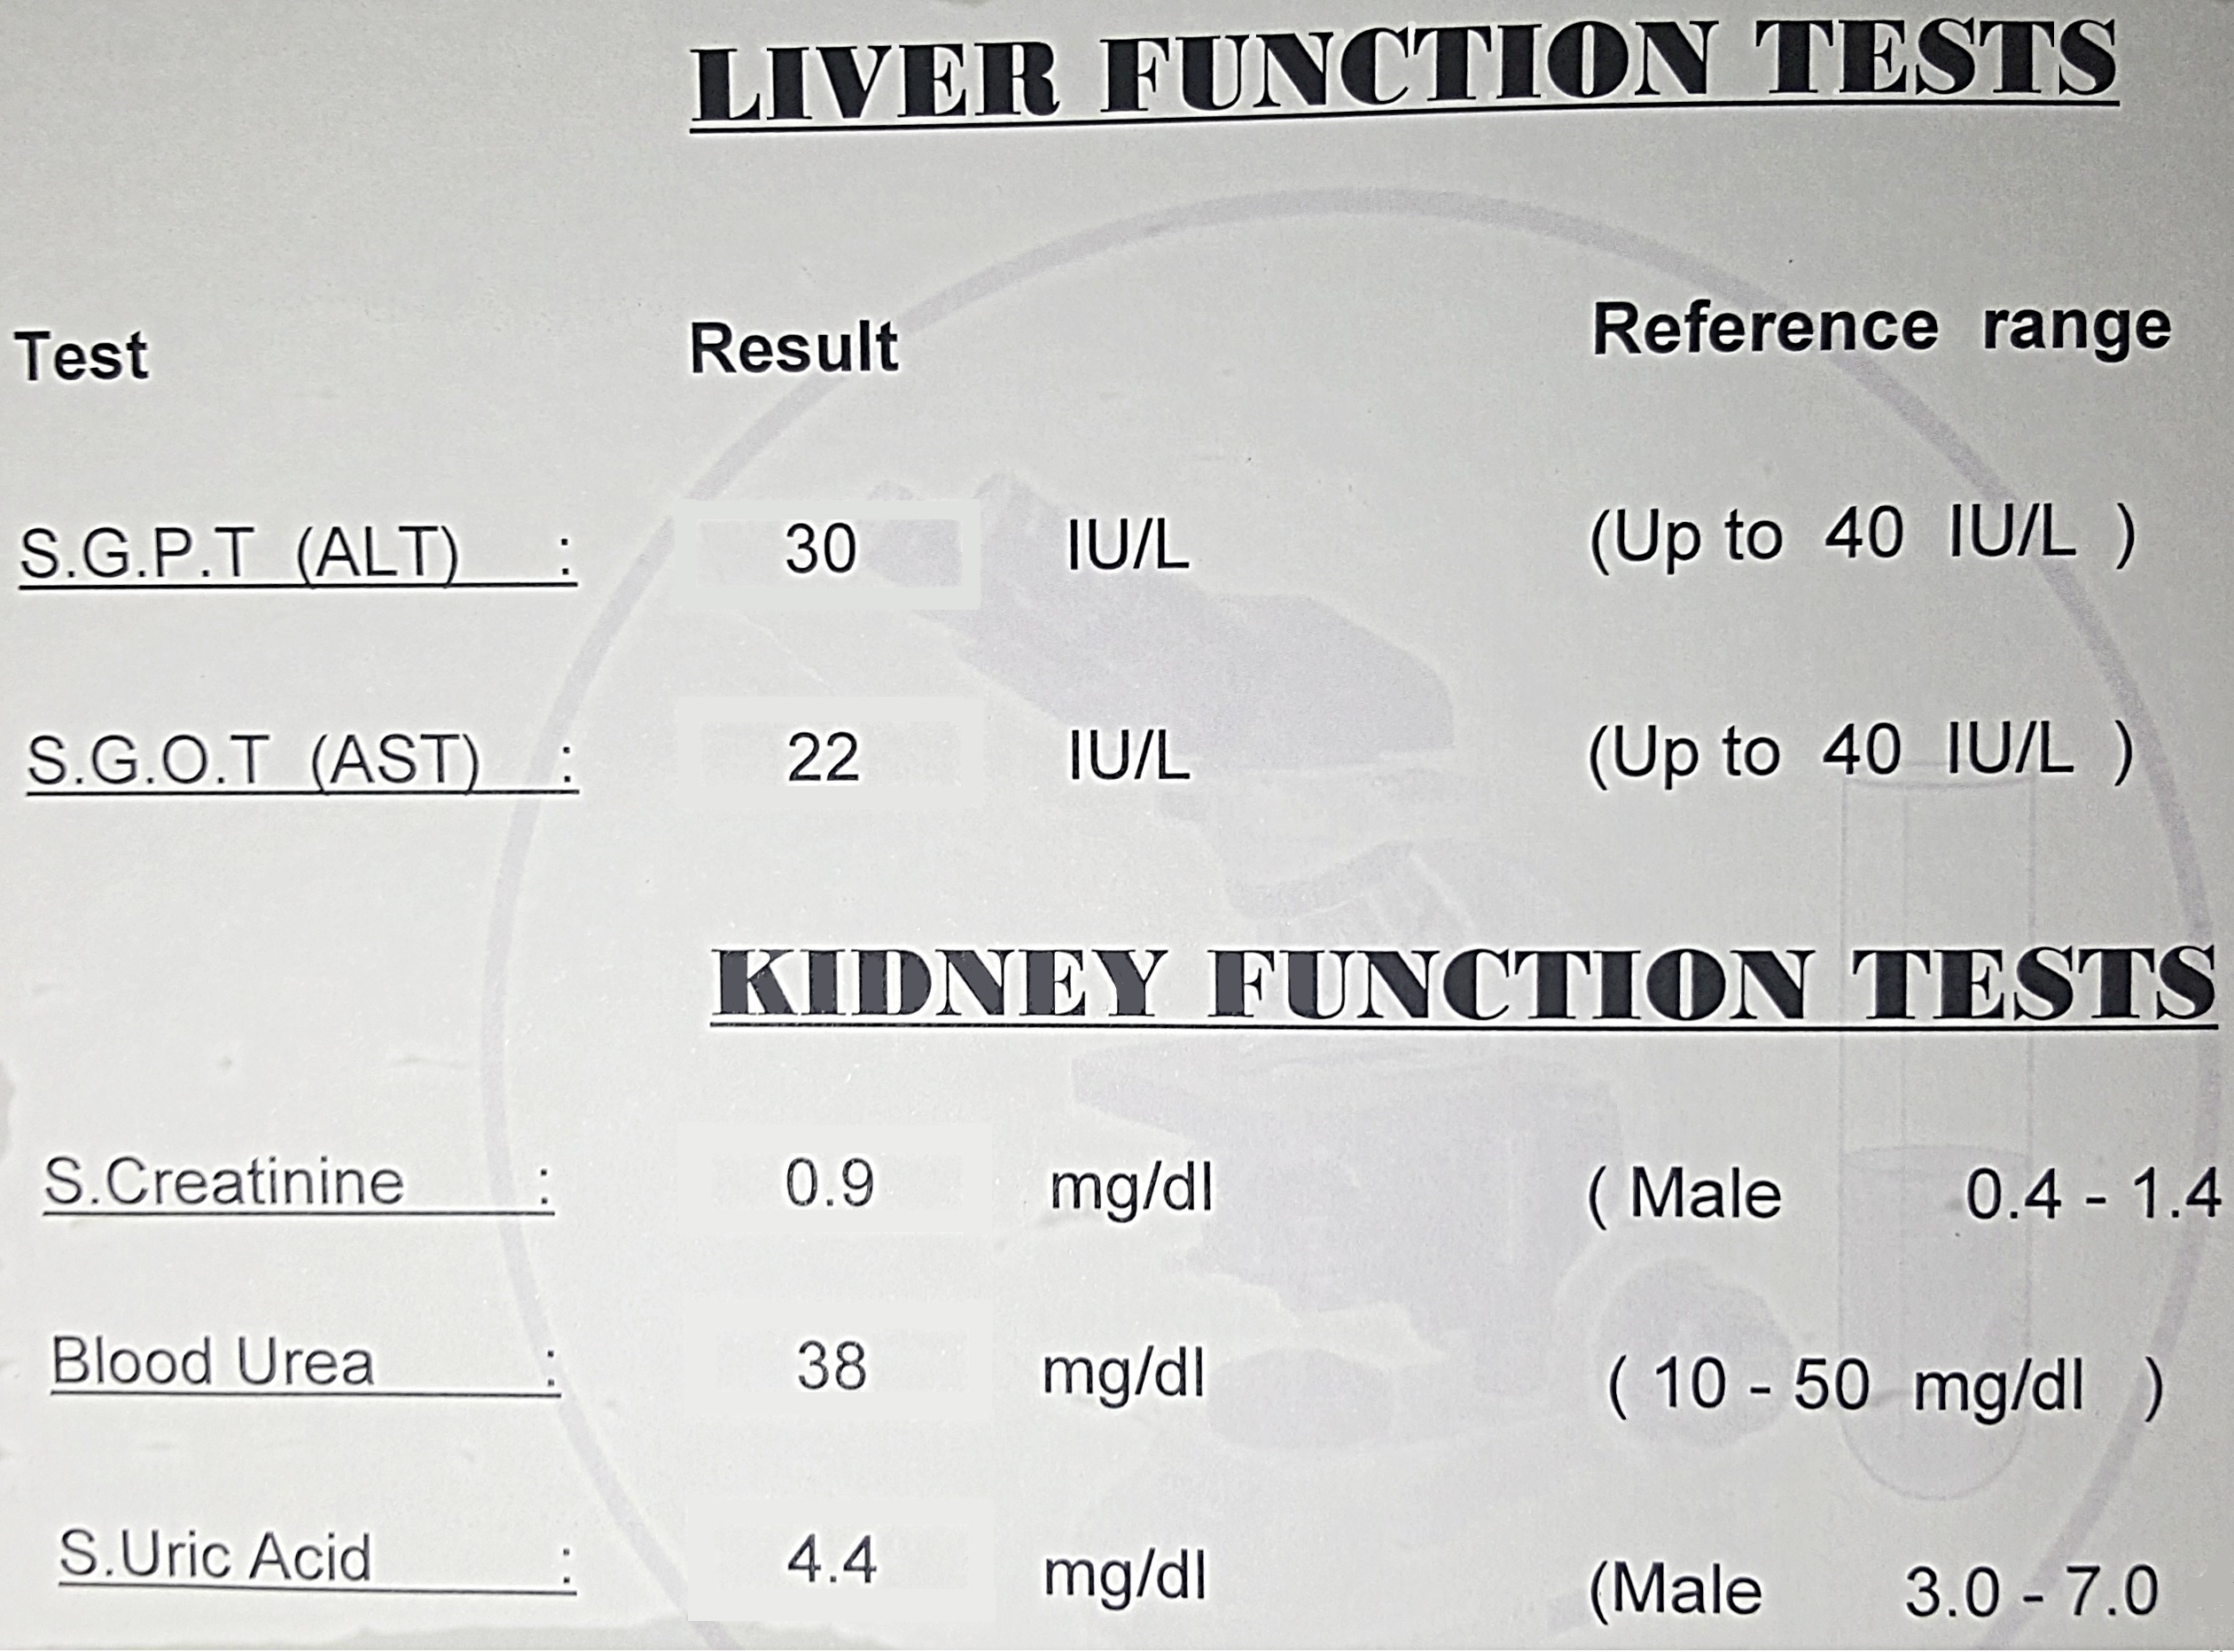 LIVER FUNCTION TESTS
Test Result Reference range
S.G.P.T (ALT) : 30 IU/L (Up to 40 IU/L )
S.G.O.T (AST) : 22 IU/L (Up to 40 IU/L )
KIDNEY FUNCTION TESTS
S.Creatinine : 0.9 mg/dl ( Male 0.4 - 1.4
Blood Urea : 38 mg/dl ( 10 - 50 mg/dl )
S.Uric Acid : 4.4 mg/dl (Male 3.0 - 7.0